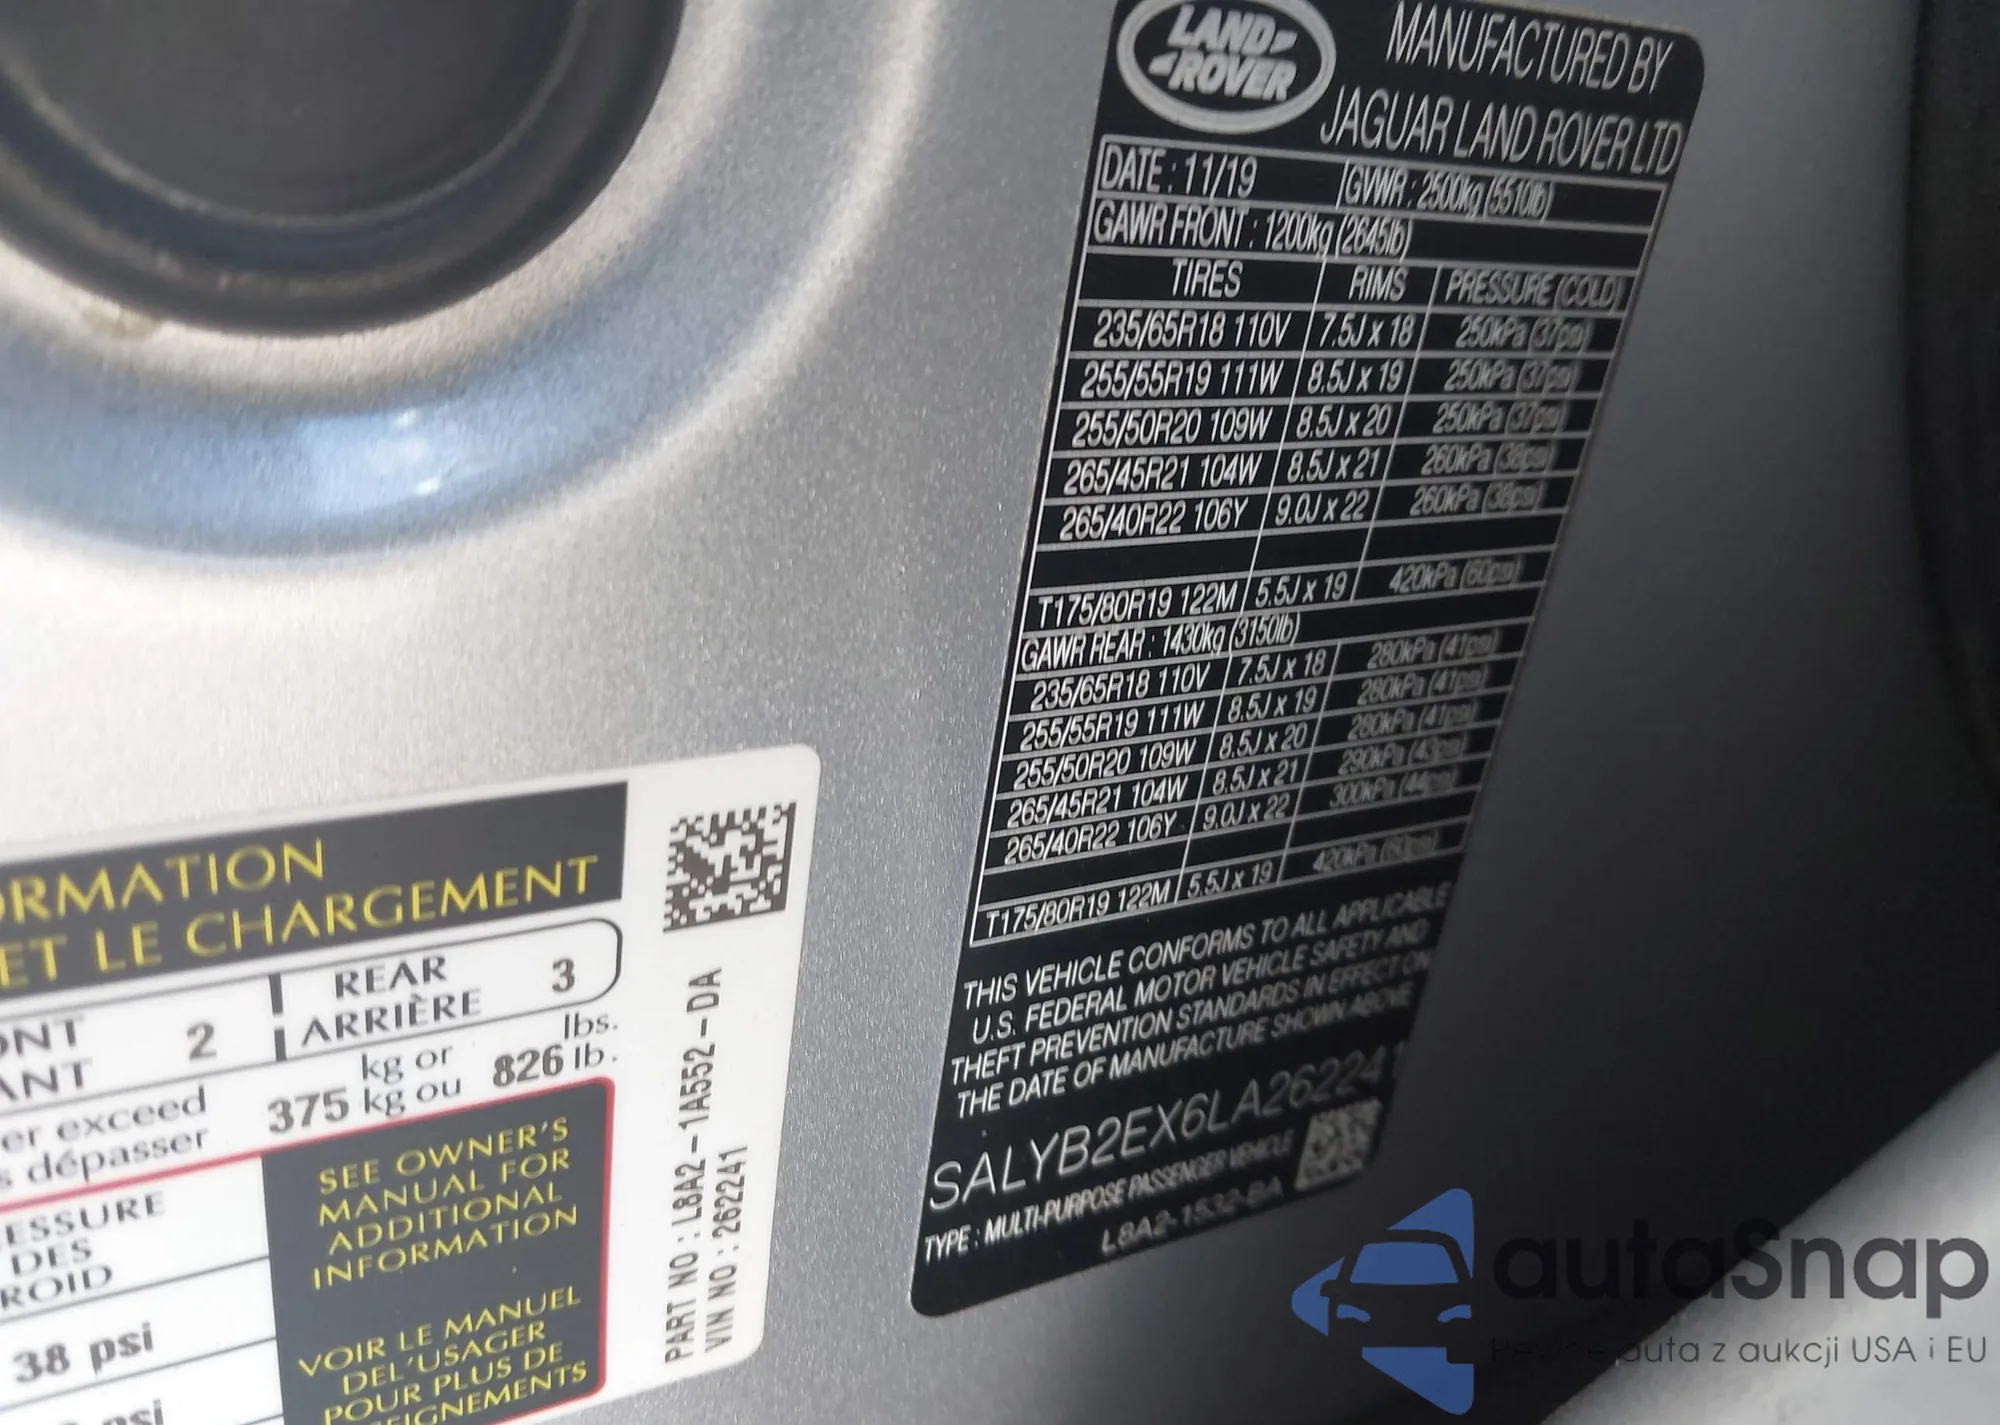 LAND-
-ROVER
MANUFACTURED BY
JAGUAR LAND ROVER LTD
DATE : 11/19 GVWR : 2500kg (5510lb)
GAWR FRONT : 1200kg (2645lb)
TIRES RIMS PRESSURE (COLD)
235/65R18 110V 7.5J x 18 250kPa (37psi)
255/55R19 111W 8.5J x 19 250kPa (37psi)
255/50R20 109W 8.5J x 20 250kPa (37psi)
265/45R21 104W 8.5J x 21 260kPa (38psi)
265/40R22 106Y 9.0J x 22 260kPa (38psi)
T175/80R19 122M 5.5J x 19 420kPa (60psi)
GAWR REAR : 1430kg (3150lb)
235/65R18 110V 7.5J x 18 280kPa (41psi)
255/55R19 111W 8.5J x 19 280kPa (41psi)
255/50R20 109W 8.5J x 20 280kPa (41psi)
265/45R21 104W 8.5J x 21 290kPa (43psi)
265/40R22 106Y 9.0J x 22 300kPa (44psi)
T175/80R19 122M 5.5J x 19 420kPa (60psi)
THIS VEHICLE CONFORMS TO ALL APPLICABLE
U.S. FEDERAL MOTOR VEHICLE SAFETY AND
THEFT PREVENTION STANDARDS IN EFFECT ON
THE DATE OF MANUFACTURE SHOWN ABOVE
SALYB2EX6LA262241
TYPE : MULTI-PURPOSE PASSENGER VEHICLE
L8A2-1532-BA
ORMATION
ET LE CHARGEMENT
ONT
ANT
2
REAR
ARRIÈRE
3
er exceed
s dépasser
375
kg or
kg ou
826
lbs.
lb.
ESSURE
DES
ROID
38 psi
psi
SEE OWNER'S
MANUAL FOR
ADDITIONAL
INFORMATION
VOIR LE MANUEL
DEL'USAGER
POUR PLUS DE
EIGNEMENTS
PART NO : L8A2-1A552-DA
VIN NO : 262241
autaSnap
Pewne auta z aukcji USA i EU